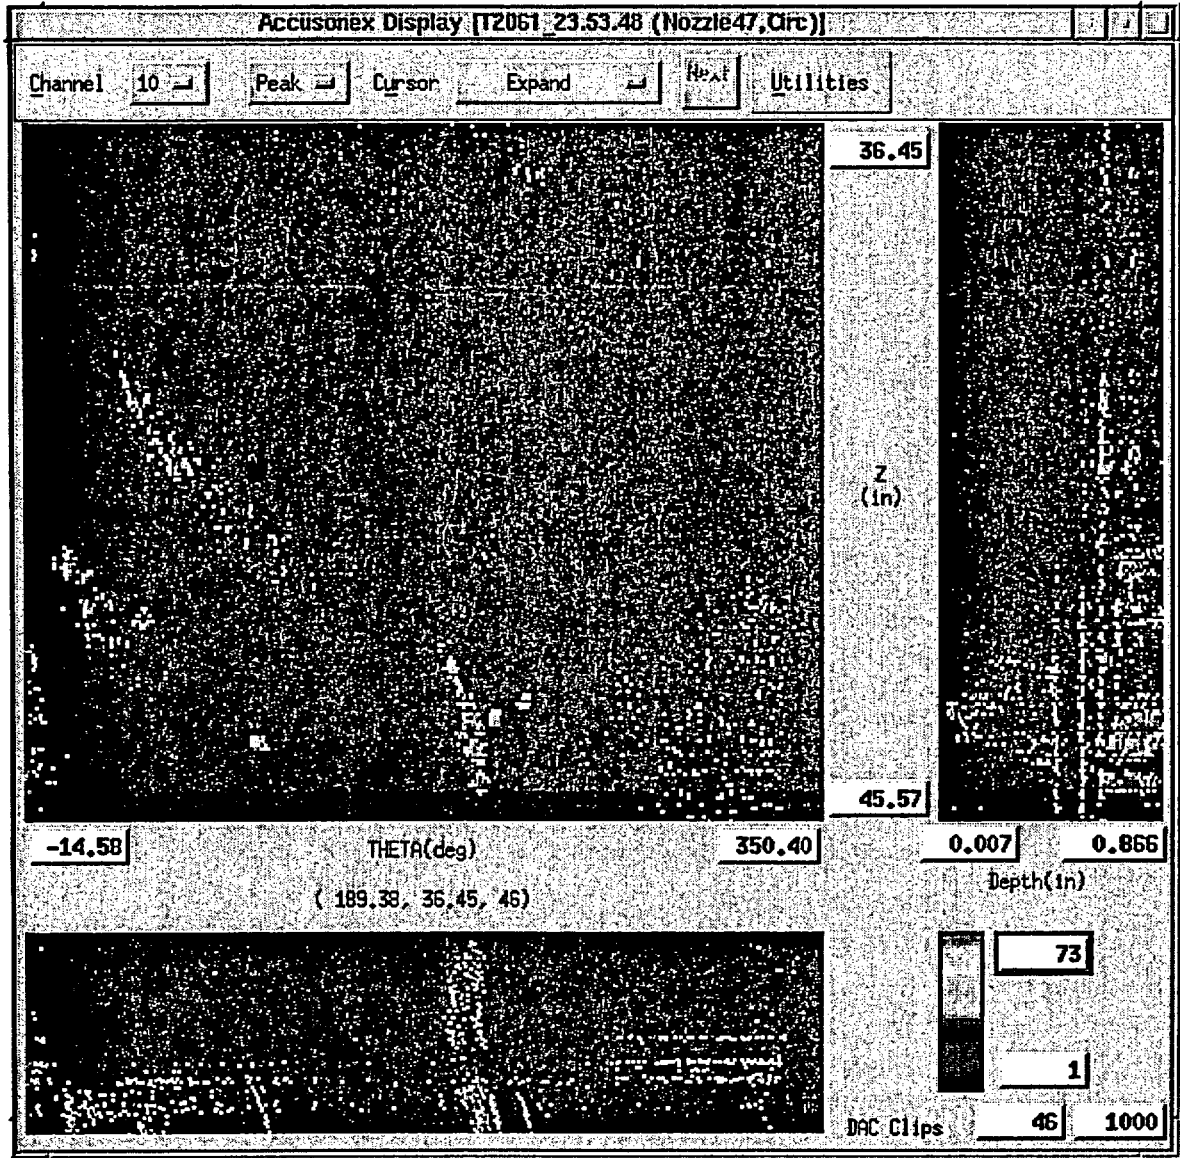 Accusonex Display [T2061_23.53.48 (Nozzle47,Circ)]
Channel 10 Peak Cursor Expand Next Utilities
36.45
Z
(in)
45.57
-14.58 THETA(deg) 350.40 0.007 0.866
Depth(in)
( 189.38, 36.45, 46)
73
1
DAC Clips 46 1000